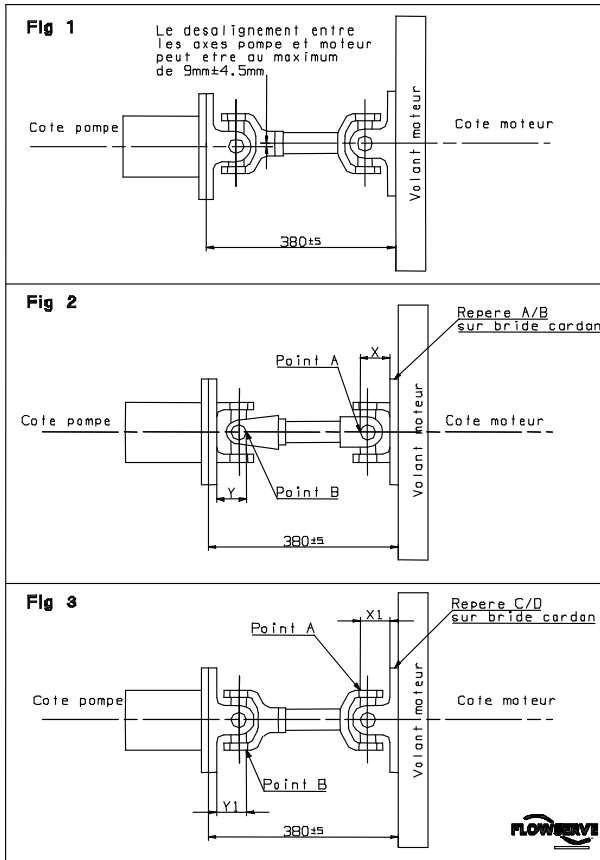 Fig 1
Le desalignement entre
les axes pompe et moteur
peut etre au maximum
de 9mm±4.5mm
Cote pompe
Volant moteur
Cote moteur
380±5
Fig 2
Repere A/B
sur bride cardan
X
Point A
Cote pompe
Volant moteur
Cote moteur
Y
Point B
380±5
Fig 3
X1
Repere C/D
sur bride cardan
Point A
Cote pompe
Volant moteur
Cote moteur
Point B
Y1
380±5
FLOWSERVE